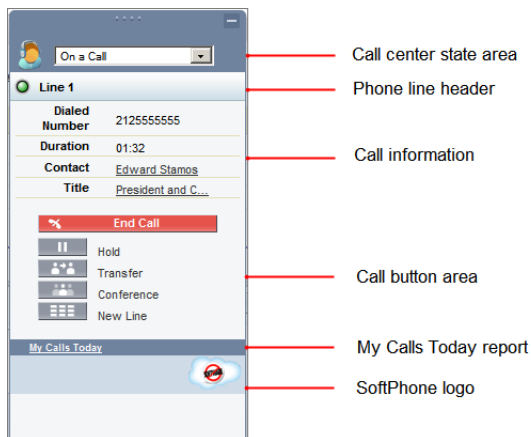 On a Call
Call center state area
Line 1
Phone line header
Dialed
Number
2125555555
Duration
01:32
Call information
Contact
Edward Stamos
Title
President and C...
End Call
Hold
Transfer
Call button area
Conference
New Line
My Calls Today
My Calls Today report
SoftPhone logo